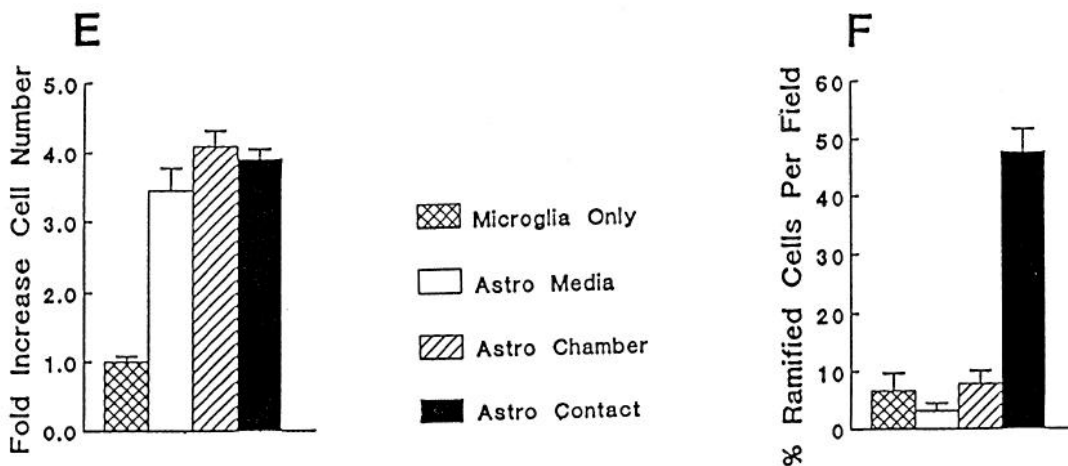 E
Fold Increase Cell Number
5.0
4.0
3.0
2.0
1.0
0.0
Microglia Only
Astro Media
Astro Chamber
Astro Contact
F
% Ramified Cells Per Field
60
50
40
30
20
10
0